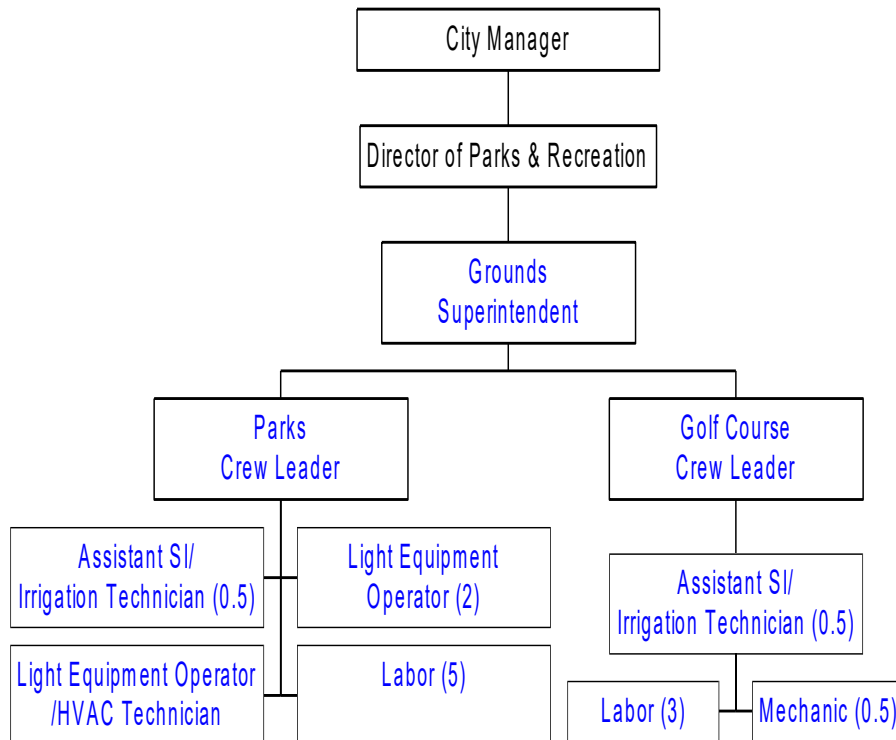 City Manager
Director of Parks & Recreation
Grounds
Superintendent
Parks
Crew Leader
Golf Course
Crew Leader
Assistant SI/
Irrigation Technician (0.5)
Light Equipment
Operator (2)
Assistant SI/
Irrigation Technician (0.5)
Light Equipment Operator
/HVAC Technician
Labor (5)
Labor (3)
Mechanic (0.5)